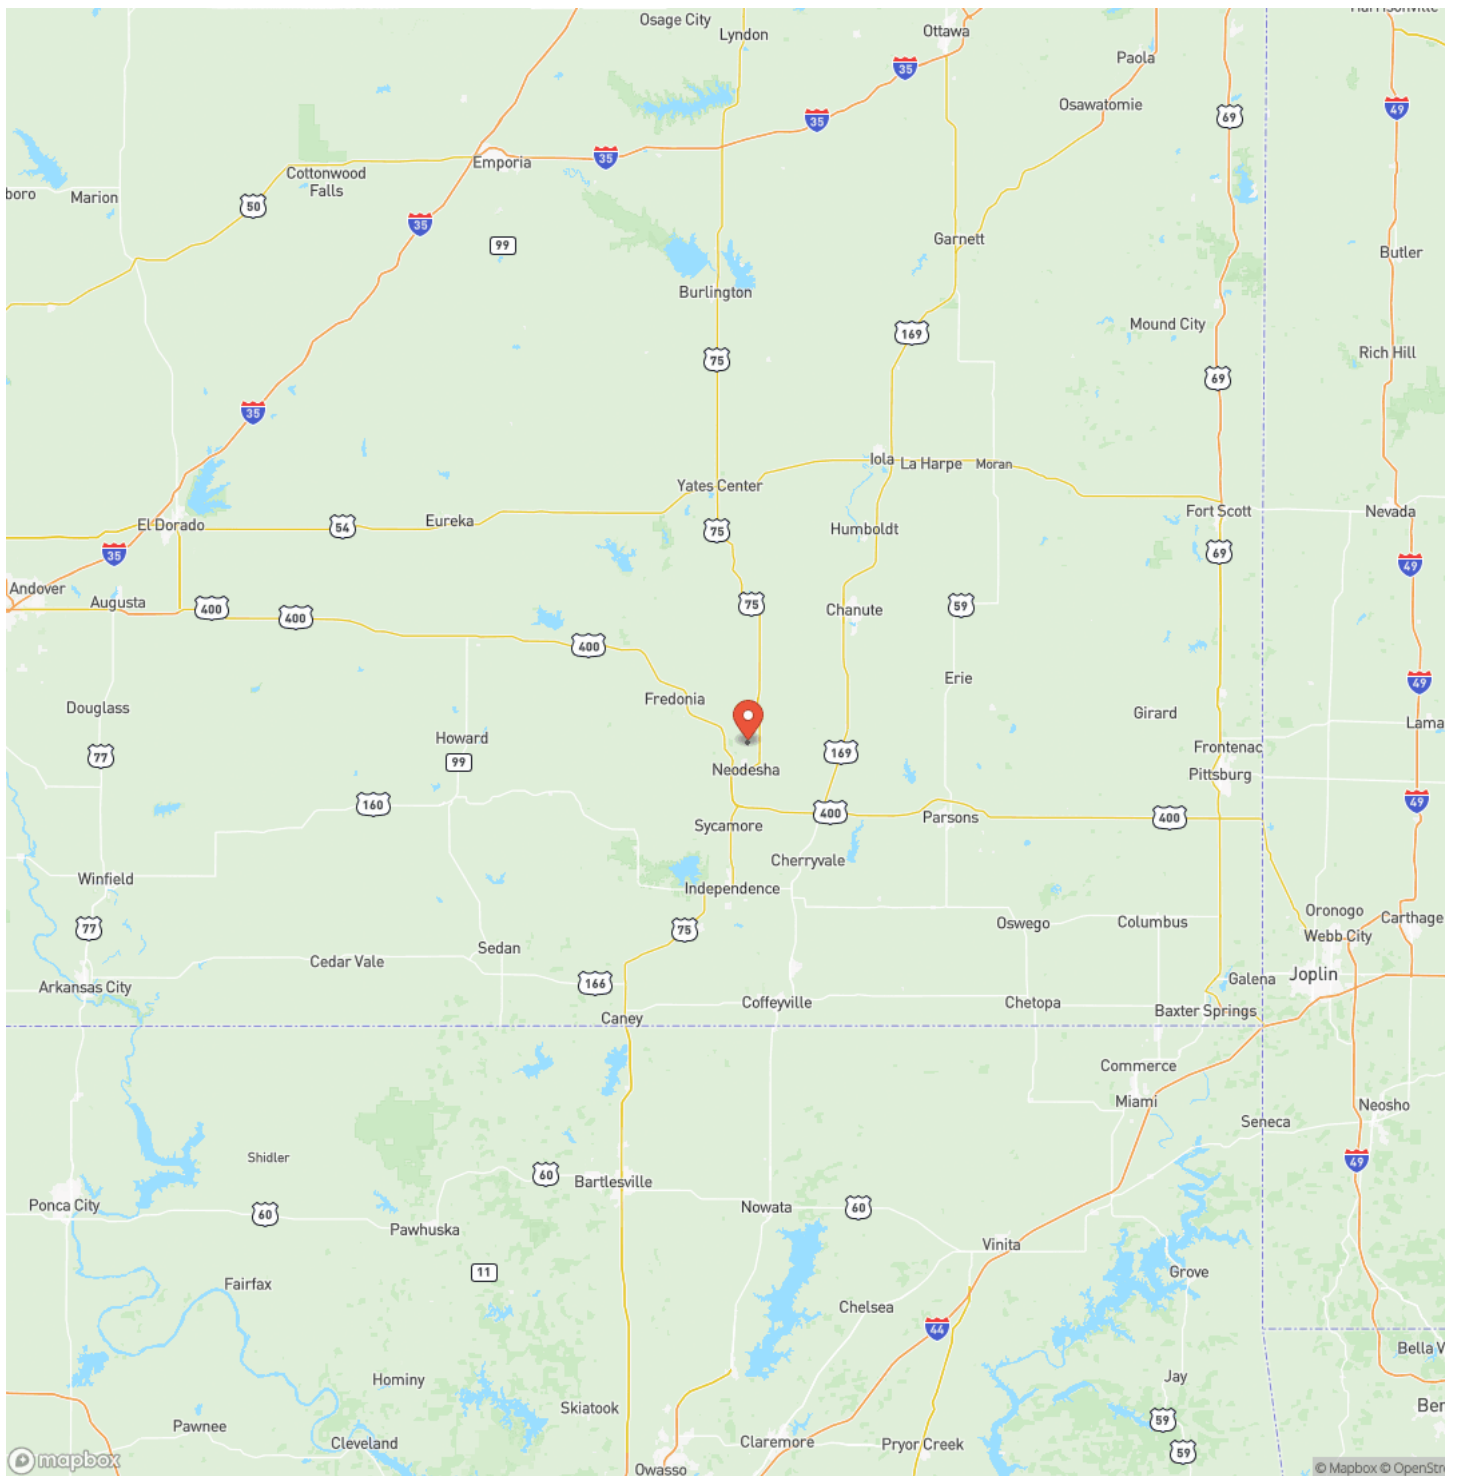 Harrisonville
Osage City
Lyndon
Ottawa
Paola
35
Osawatomie
49
69
35
Emporia
35
Cottonwood
Falls
boro
Marion
50
35
99
Garnett
Butler
Burlington
Mound City
169
Rich Hill
75
69
35
Iola
La Harpe
Moran
Yates Center
Fort Scott
Nevada
El Dorado
54
Eureka
75
Humboldt
35
69
49
Andover
Augusta
400
400
75
Chanute
59
400
Erie
49
Fredonia
Douglass
Girard
Lama
Howard
Frontenac
77
99
169
Neodesha
Pittsburg
160
49
400
Sycamore
Parsons
400
Cherryvale
Winfield
Independence
Oronogo
Carthage
77
75
Oswego
Columbus
Webb City
Sedan
Cedar Vale
Joplin
Arkansas City
166
Galena
Coffeyville
Chetopa
Caney
Baxter Springs
Commerce
Miami
Neosho
Seneca
Shidler
49
60
Bartlesville
Ponca City
60
Nowata
60
Pawhuska
Vinita
11
Grove
Fairfax
Chelsea
44
Bella V
Hominy
Jay
Skiatook
Ber
Pawnee
59
Cleveland
Claremore
Pryor Creek
59
mapbox
Owasso
© Mapbox © OpenStre